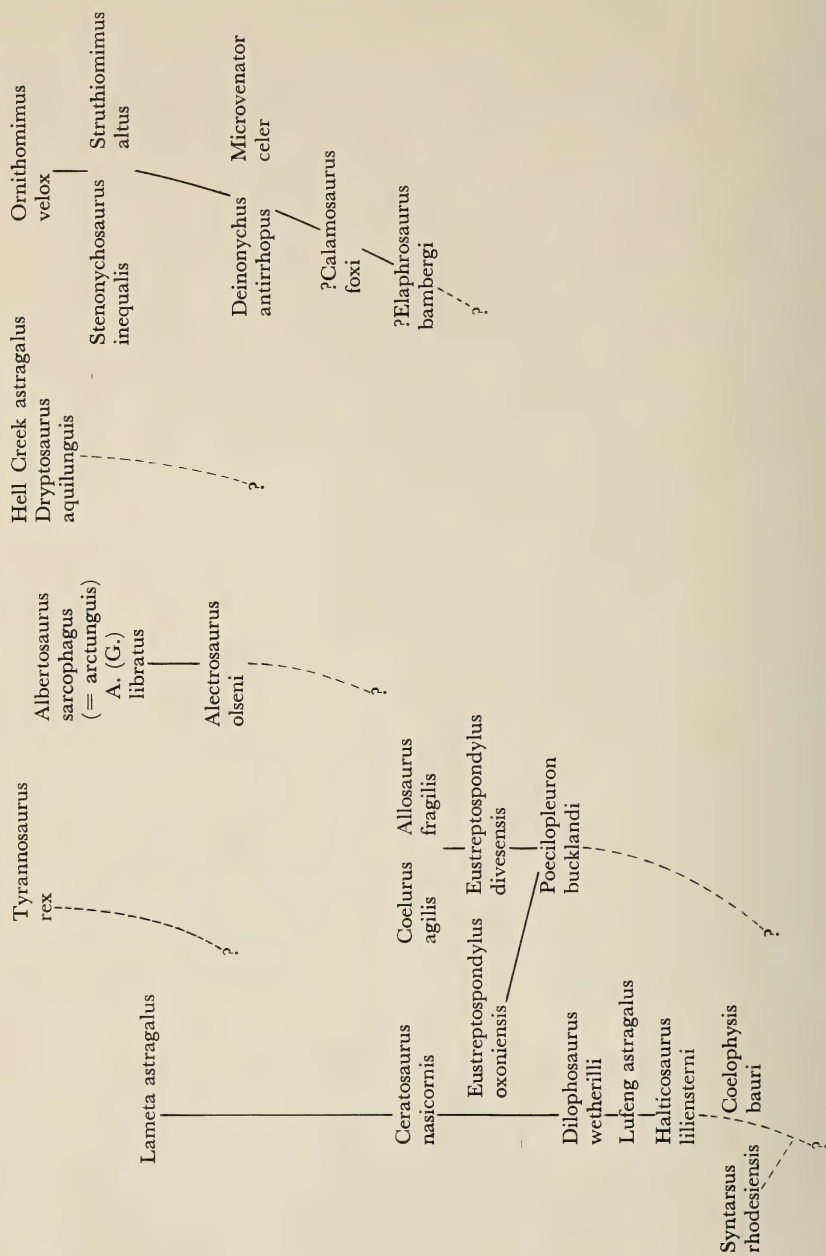 Ornithomimus
velox
Stenonychosaurus
inequalis
Struthiomimus
altus
Deinonychus
antirrhopus
Microvenator
celer
?Calamosaurus
foxi
?Elaphrosaurus
bambergi
?
Hell Creek astragalus
Dryptosaurus
aquilunguis
?
Albertosaurus
sarcophagus
(= arctunguis)
A. (G.)
libratus
Alectrosaurus
olseni
?
Tyrannosaurus
rex
?
Coelurus
agilis
Allosaurus
fragilis
Eustreptospondylus
divesensis
Poecilopleuron
bucklandi
?
Lameta astragalus
Ceratosaurus
nasicornis
Eustreptospondylus
oxoniensis
Dilophosaurus
wetherilli
Lufeng astragalus
Halticosaurus
liliensterni
Coelophysis
bauri
Syntarsus
rhodesiensis
?